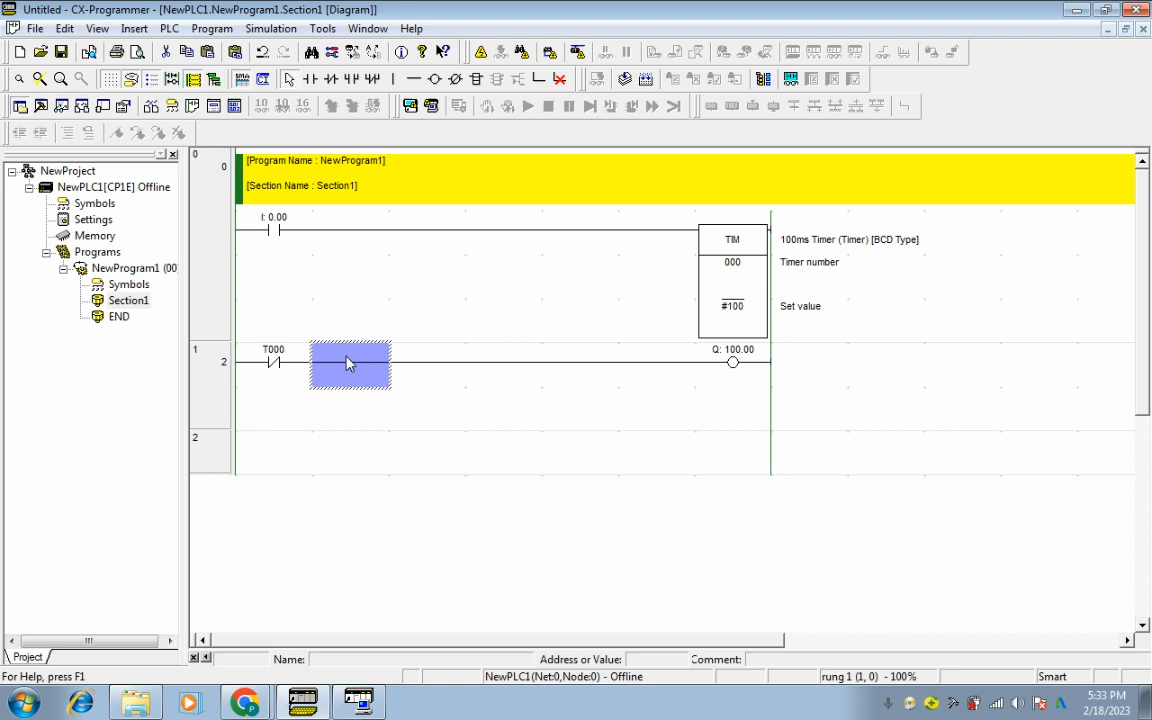 Untitled - CX-Programmer - [NewPLC1.NewProgram1.Section1 [Diagram]]
File Edit View Insert PLC Program Simulation Tools Window Help
10 10 16
NewProject
NewPLC1[CP1E] Offline
Symbols
Settings
Memory
Programs
NewProgram1 (00)
Symbols
Section1
END
Project
0
0
[Program Name : NewProgram1]
[Section Name : Section1]
I: 0.00
TIM
100ms Timer (Timer) [BCD Type]
000
Timer number
#100
Set value
1
2
T000
Q: 100.00
2
Name:
Address or Value:
Comment:
For Help, press F1
NewPLC1(Net:0,Node:0) - Offline
rung 1 (1, 0) - 100%
Smart
5:33 PM
2/18/2023